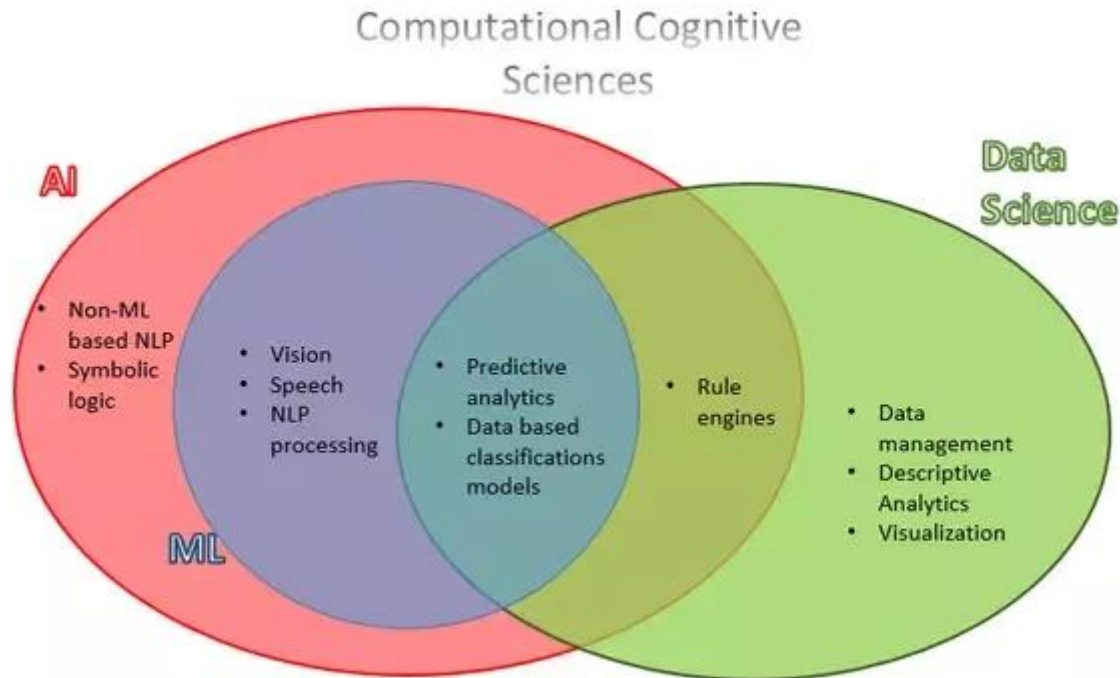 Computational Cognitive
Sciences
AI
Data
Science
• Non-ML
based NLP
• Symbolic
logic
• Vision
• Speech
• NLP
processing
• Predictive
analytics
• Data based
classifications
models
• Rule
engines
• Data
management
• Descriptive
Analytics
• Visualization
ML